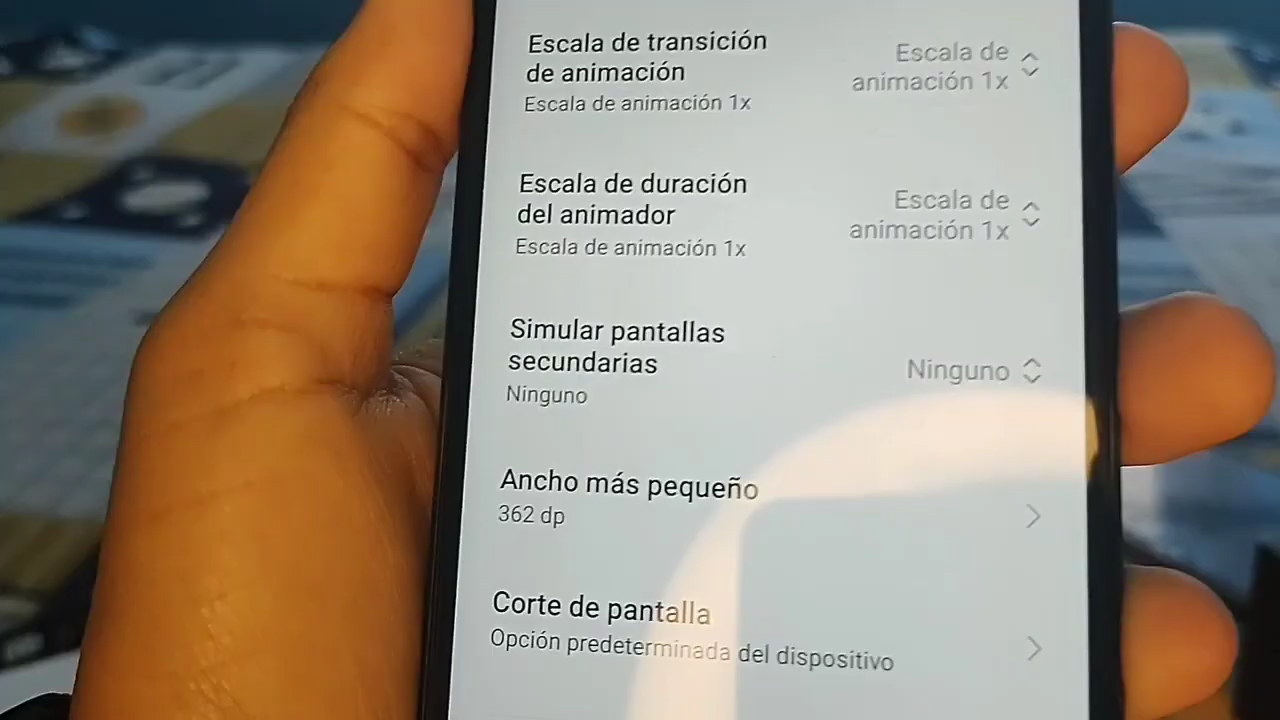 Escala de transición
de animación
Escala de animación 1x
Escala de
animación 1x
Escala de duración
del animador
Escala de animación 1x
Escala de
animación 1x
Simular pantallas
secundarias
Ninguno
Ninguno
Ancho más pequeño
362 dp
Corte de pantalla
Opción predeterminada del dispositivo